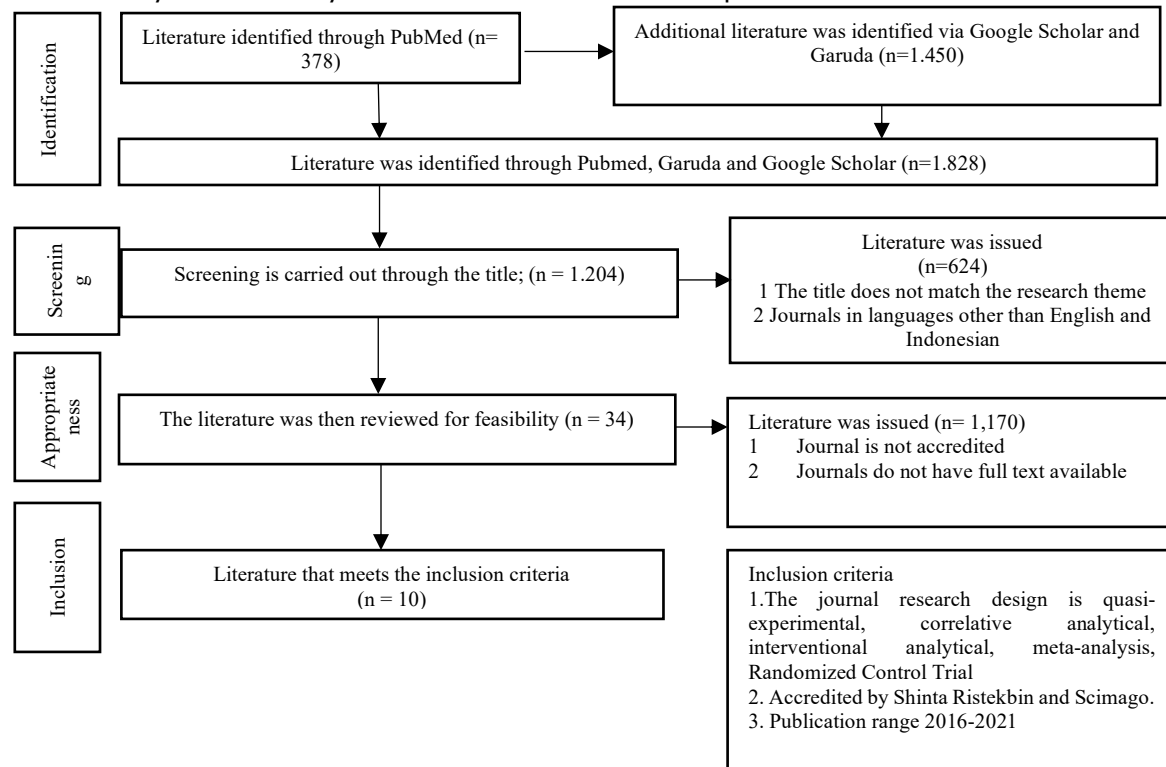 Identification
Literature identified through PubMed (n=
378)
Additional literature was identified via Google Scholar and
Garuda (n=1.450)
Literature was identified through Pubmed, Garuda and Google Scholar (n=1.828)
Screenin
g
Screening is carried out through the title; (n = 1.204)
Literature was issued
(n=624)
1 The title does not match the research theme
2 Journals in languages other than English and
Indonesian
Appropriate
ness
The literature was then reviewed for feasibility (n = 34)
Literature was issued (n= 1,170)
1 Journal is not accredited
2 Journals do not have full text available
Inclusion
Literature that meets the inclusion criteria
(n = 10)
Inclusion criteria
1.The journal research design is quasi-
experimental, correlative analytical,
interventional analytical, meta-analysis,
Randomized Control Trial
2. Accredited by Shinta Ristekbin and Scimago.
3. Publication range 2016-2021